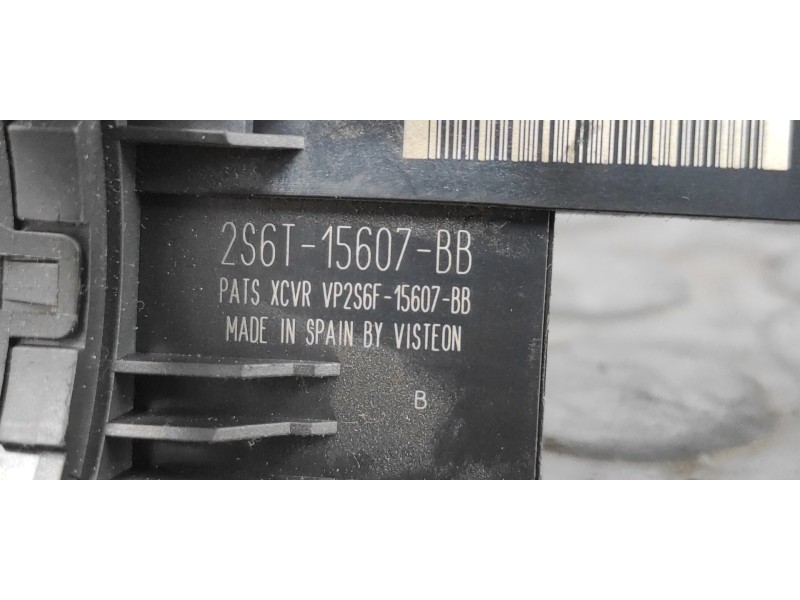 2S6T-15607-BB
PATS XCVR VP2S6F-15607-BB
MADE IN SPAIN BY VISTEON
B